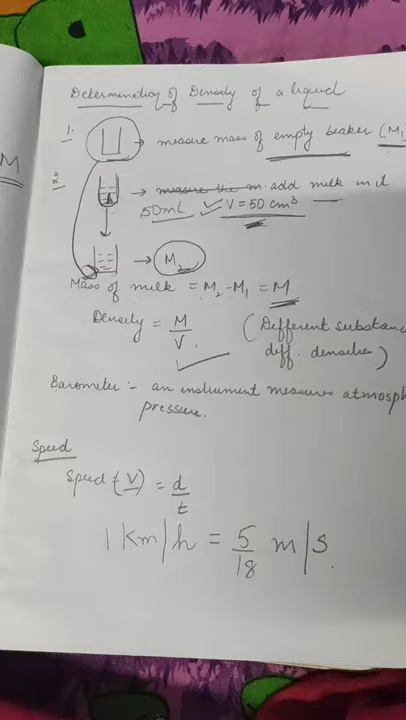 M
Determination of Density of a liquid
1. → measure mass of empty beaker (M1
2. → measure the m add milk in it
50mL ✓ V = 50 cm³
→ M2
Mass of milk = M2 - M1 = M
Density = M/V. (Different substanc
diff. densities)
Barometer :- an instrument measures atmosph
pressure.
Speed
Speed (V) = d/t
1 Km/h = 5/18 m/s.